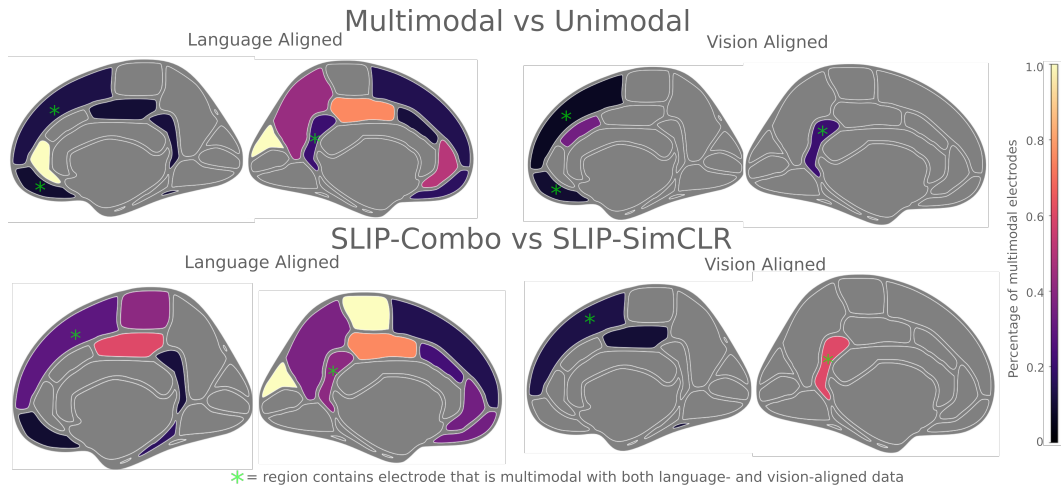 Multimodal vs Unimodal
Language Aligned
Vision Aligned
SLIP-Combo vs SLIP-SimCLR
Language Aligned
Vision Aligned
1.0
0.8
0.6
0.4
0.2
0
Percentage of multimodal electrodes
*= region contains electrode that is multimodal with both language- and vision-aligned data